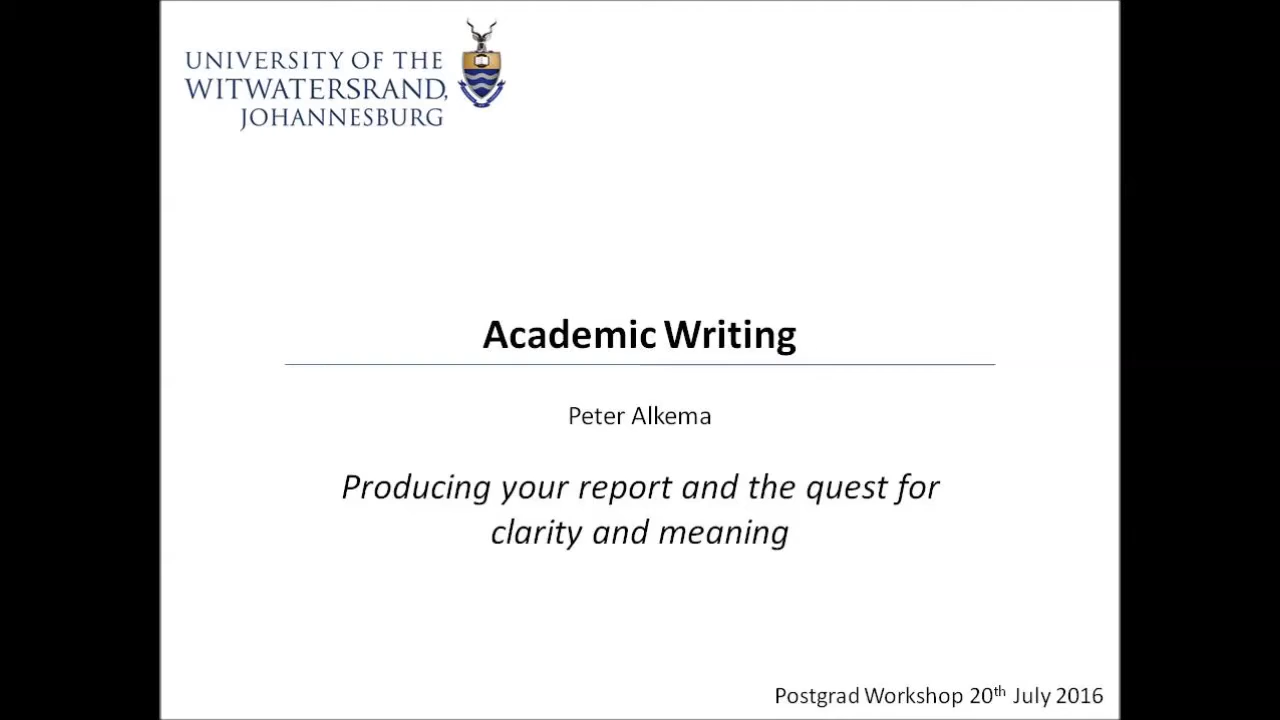 UNIVERSITY OF THE
WITWATERSRAND,
JOHANNESBURG
Academic Writing
Peter Alkema
Producing your report and the quest for
clarity and meaning
Postgrad Workshop 20th July 2016